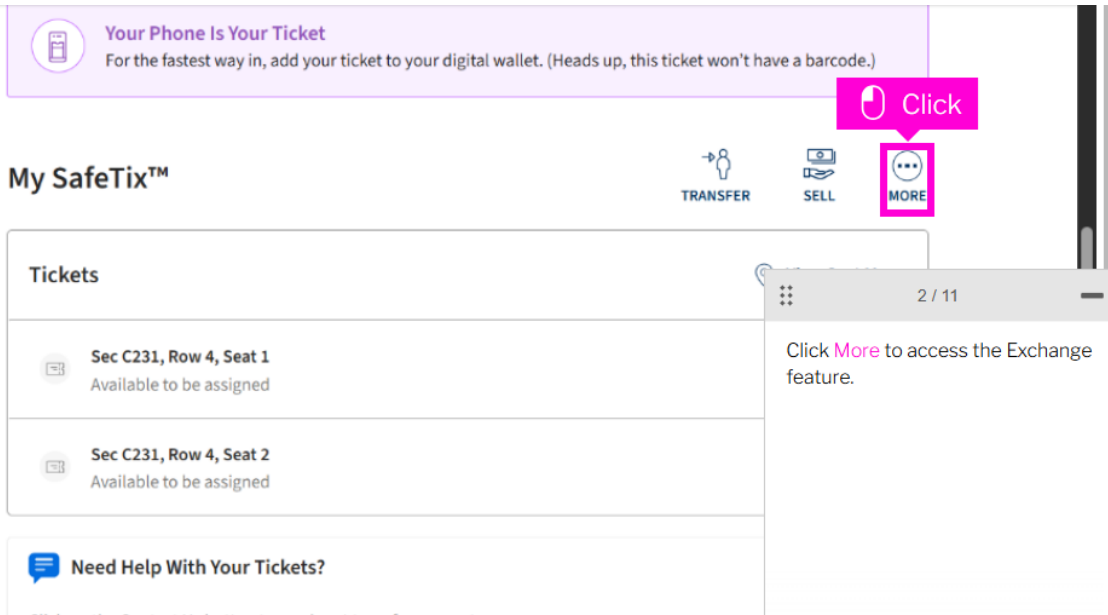 Your Phone Is Your Ticket
For the fastest way in, add your ticket to your digital wallet. (Heads up, this ticket won't have a barcode.)
Click
My SafeTix™
TRANSFER
SELL
MORE
Tickets
2 / 11
Click More to access the Exchange
feature.
Sec C231, Row 4, Seat 1
Available to be assigned
Sec C231, Row 4, Seat 2
Available to be assigned
Need Help With Your Tickets?